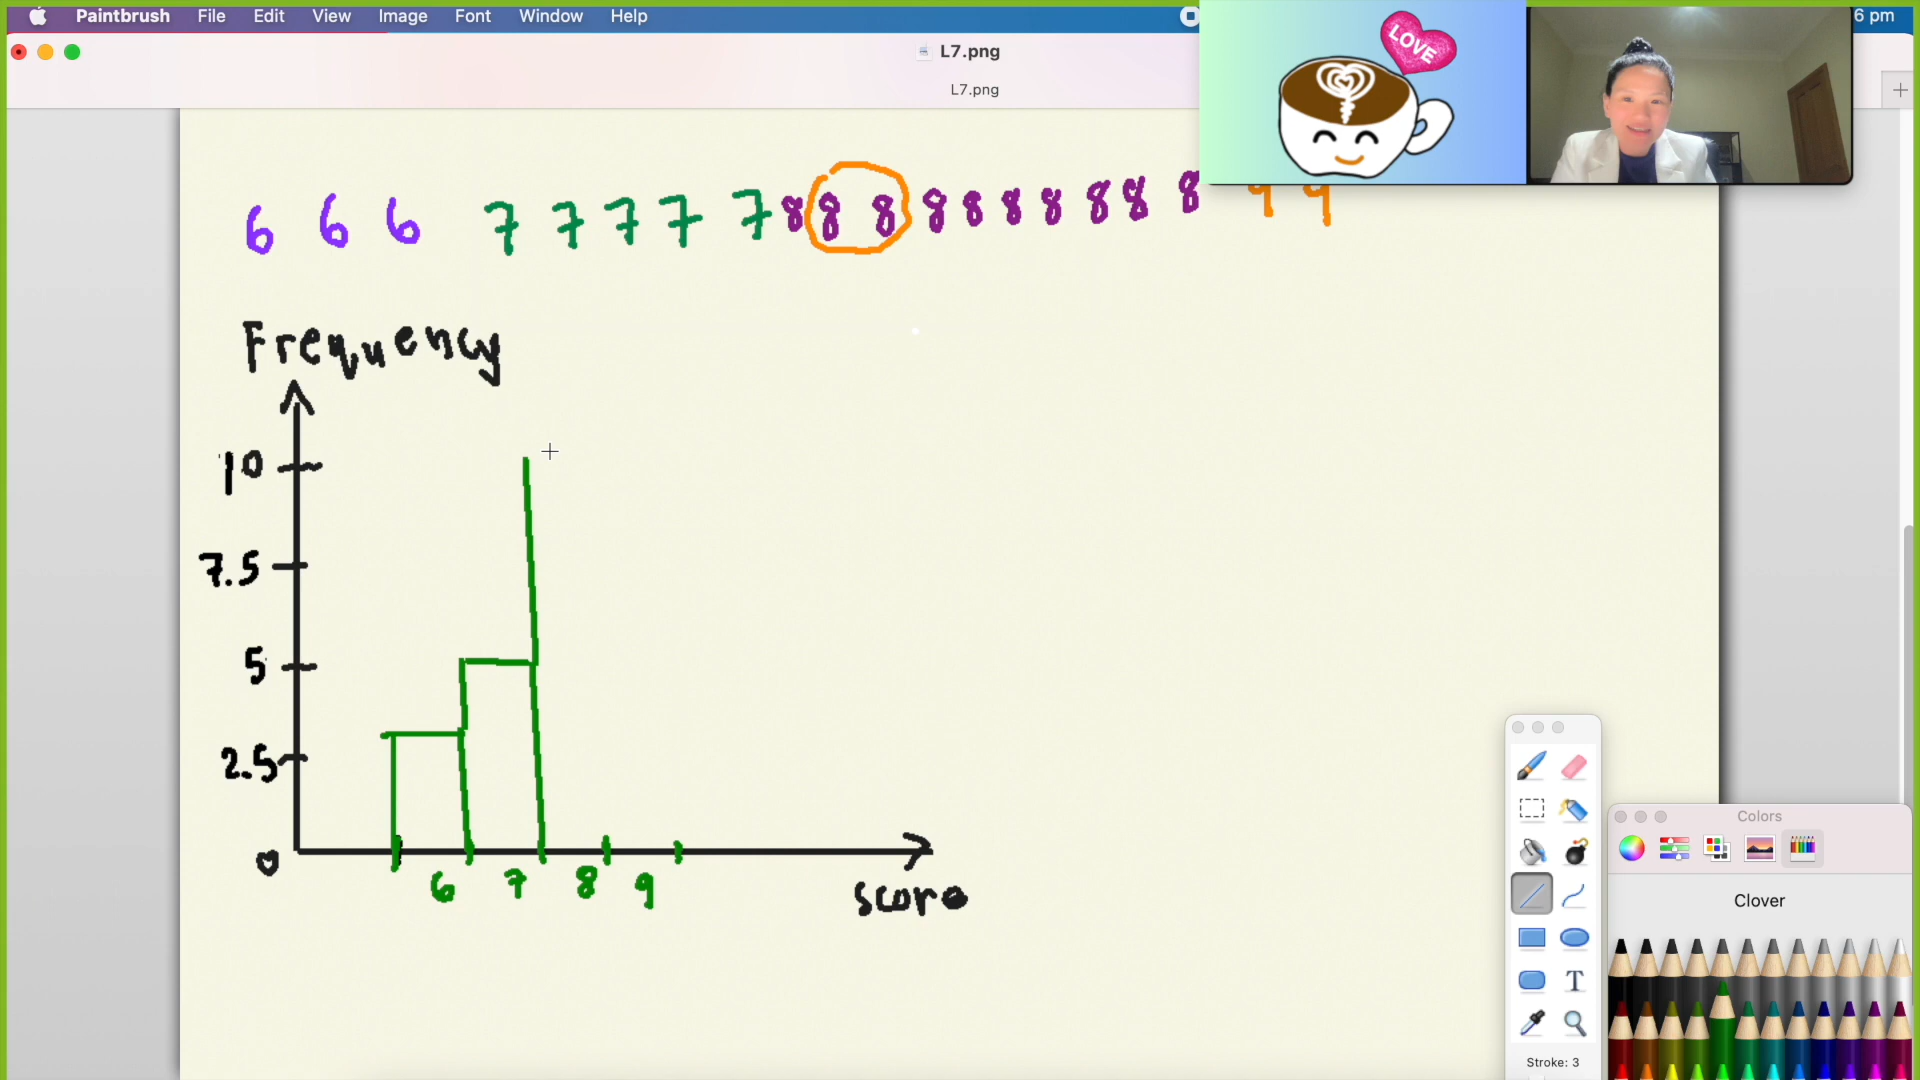 Paintbrush File Edit View Image Font Window Help
6 pm
L7.png
L7.png
LOVE
6 6 6 7 7 7 7 7 8 8 8 8 8 8 8 8 8 8 9 9
Frequency
10
7.5
5
2.5
0
6 7 8 9
score
Colors
Clover
T
Stroke: 3